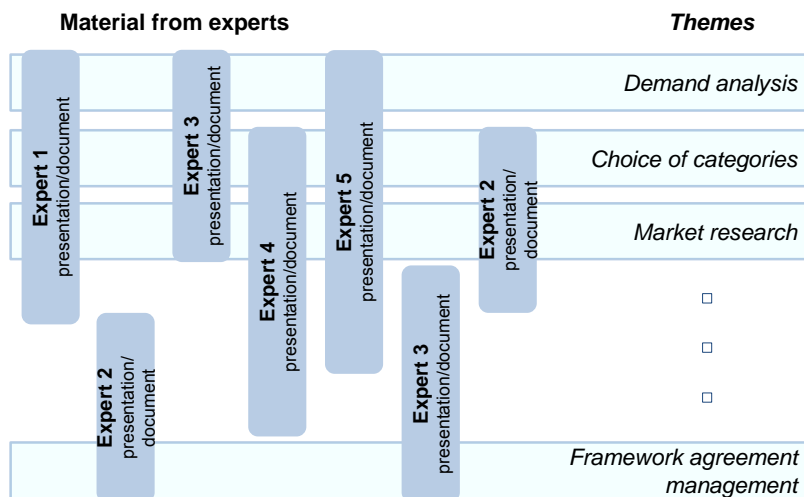 Material from experts
Themes
Demand analysis
Choice of categories
Market research
Framework agreement
management
Expert 1
presentation/document
Expert 2
presentation/
document
Expert 3
presentation/document
Expert 4
presentation/document
Expert 5
presentation/document
Expert 3
presentation/document
Expert 2
presentation/
document